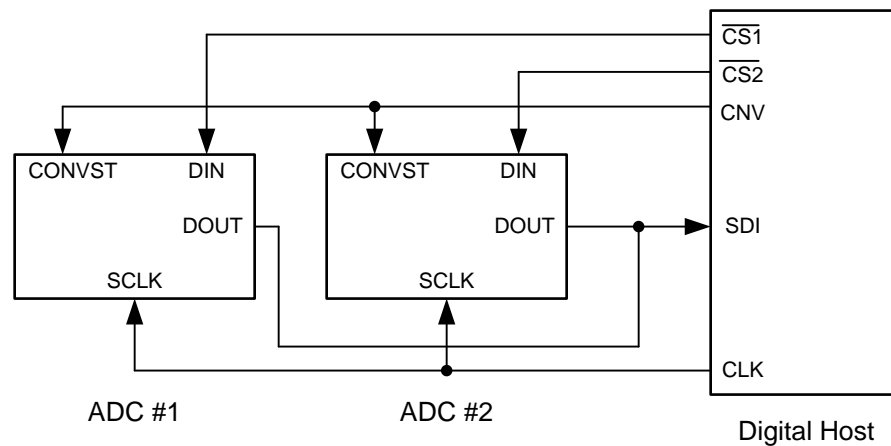 CS1
CS2
CNV
CONVST DIN
CONVST DIN
DOUT
DOUT
SDI
SCLK
SCLK
CLK
ADC #1
ADC #2
Digital Host